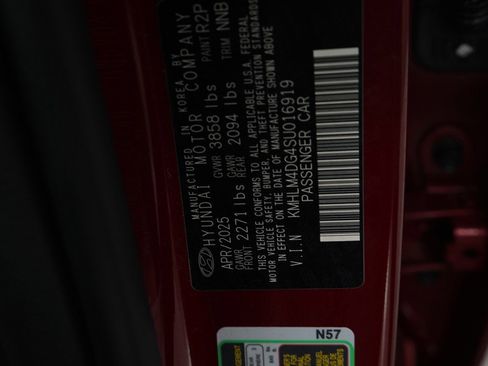 MANUFACTURED IN KOREA BY
HYUNDAI MOTOR COMPANY
APR/2025 GVWR 3858 lbs PAINT R2P
GAWR FRONT 2271 lbs GAWR REAR 2094 lbs TRIM NNB
THIS VEHICLE CONFORMS TO ALL APPLICABLE U.S.A. FEDERAL
MOTOR VEHICLE SAFETY, BUMPER, AND THEFT PREVENTION STANDARDS
IN EFFECT ON THE DATE OF MANUFACTURE SHOWN ABOVE
V.I.N KMHLM4DG4SU016919
PASSENGER CAR
N57